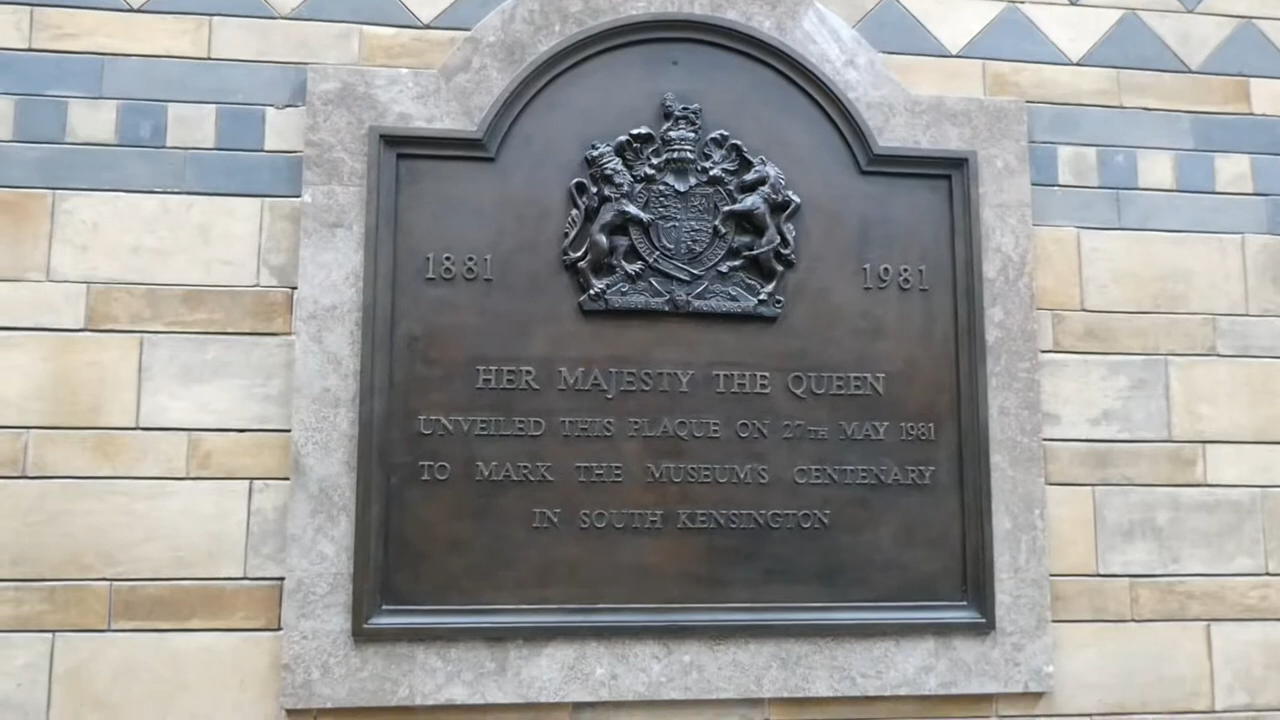 1881 1981
HER MAJESTY THE QUEEN
UNVEILED THIS PLAQUE ON 27TH MAY 1981
TO MARK THE MUSEUM'S CENTENARY
IN SOUTH KENSINGTON